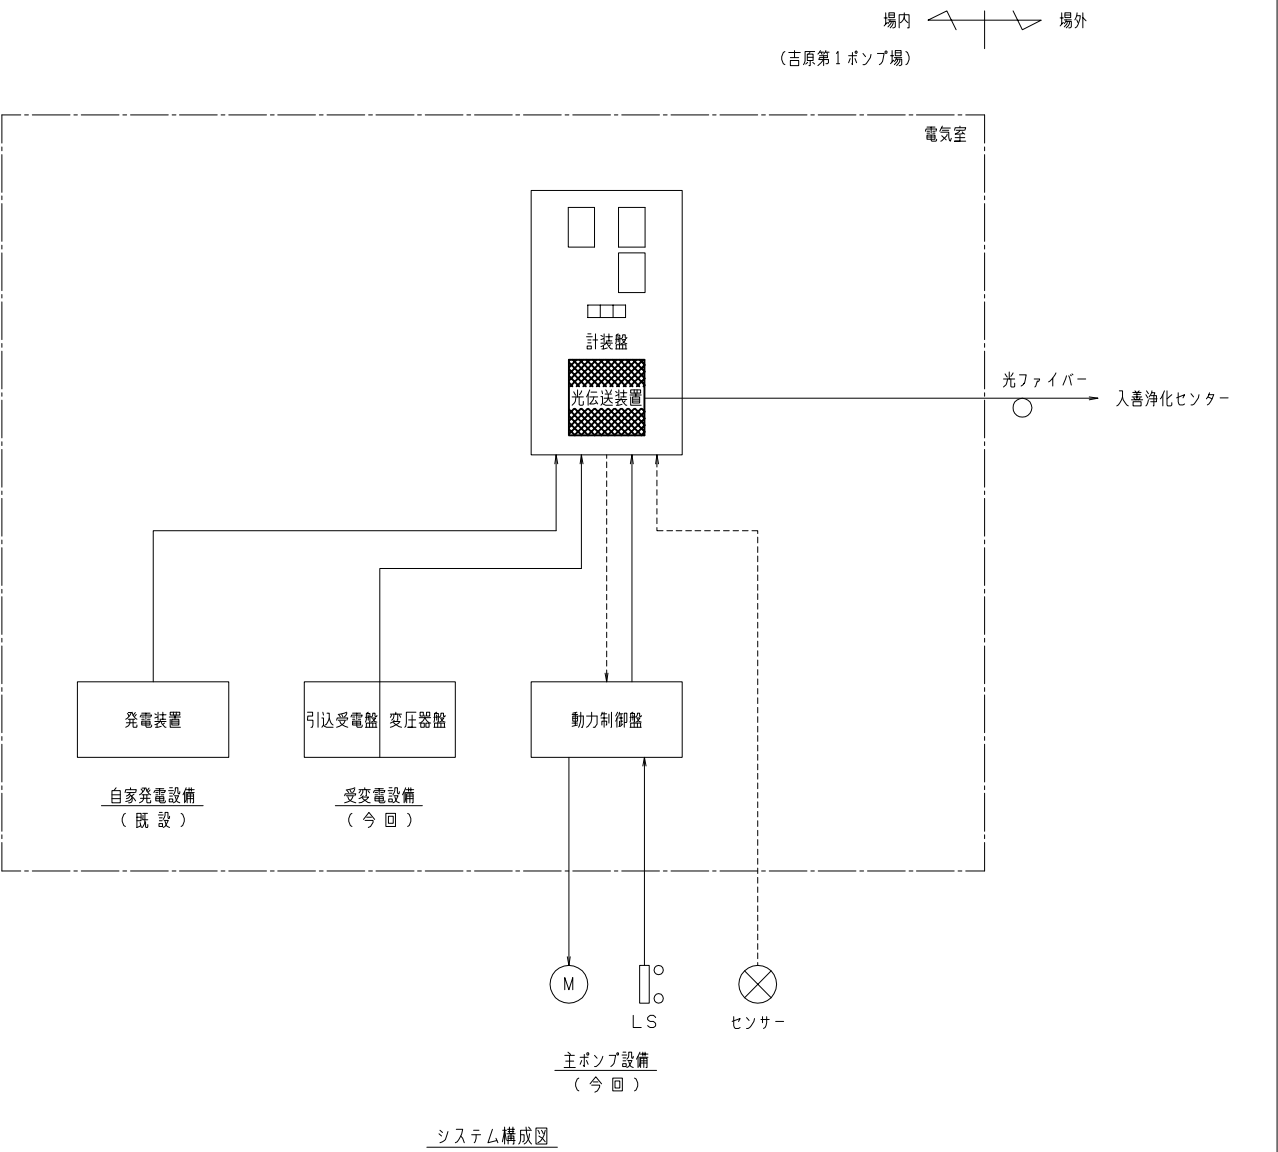 場内 場外
（吉原第１ポンプ場）
電気室
計装盤
光伝送装置
光ファイバー
入善浄化センター
発電装置
引込受電盤
変圧器盤
動力制御盤
自家発電設備
（既設）
受変電設備
（今回）
M
LS
センサー
主ポンプ設備
（今回）
システム構成図